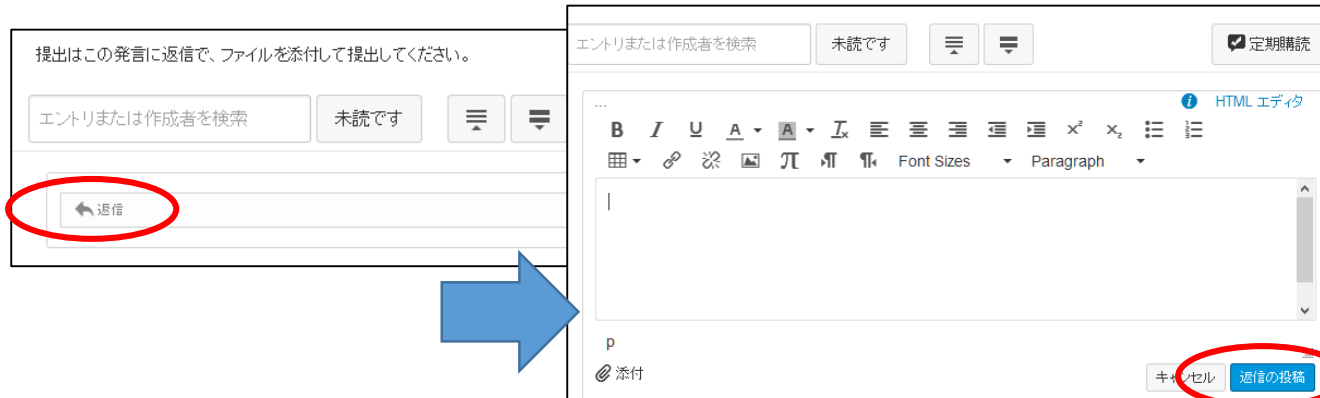 提出はこの発言に返信で、ファイルを添付して提出してください。
エントリまたは作成者を検索
未読です
返信
エントリまたは作成者を検索
未読です
定期購読
...
HTML エディタ
B I U A A Tx x² x₂
π ¶ ¶ Font Sizes Paragraph
p
添付
キャンセル
返信の投稿